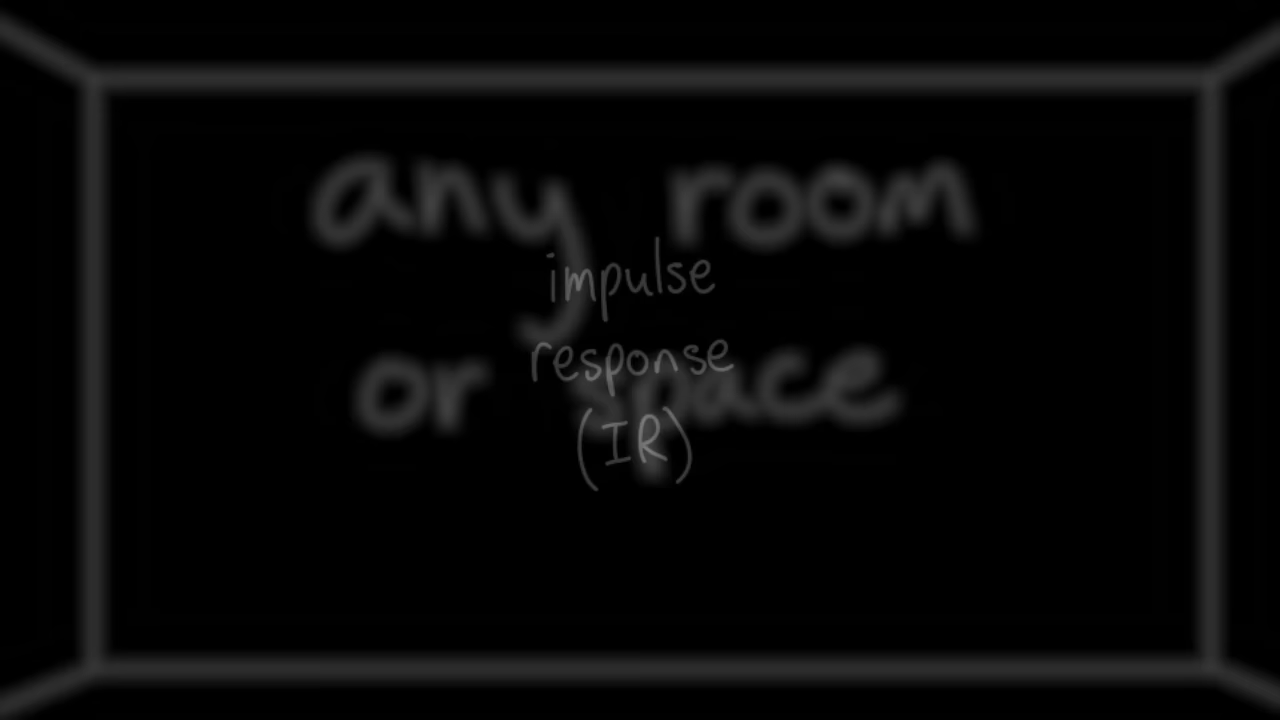 any room
impulse
response
or space
(IR)